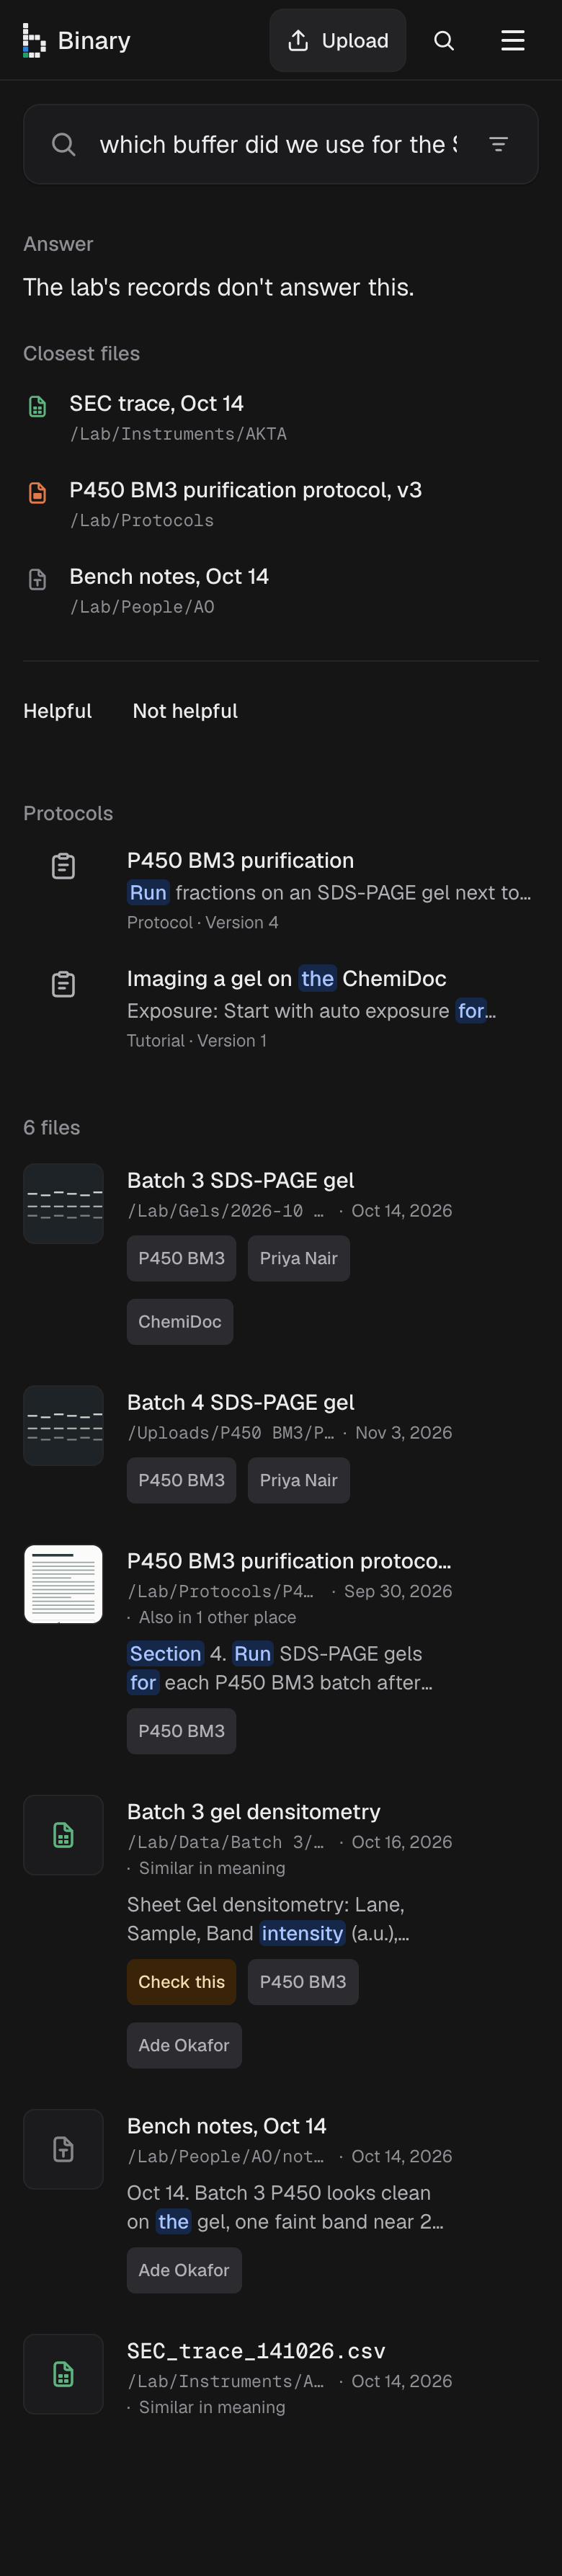 Binary
Upload
which buffer did we use for the S
Answer
The lab's records don't answer this.
Closest files
SEC trace, Oct 14
/Lab/Instruments/AKTA
P450 BM3 purification protocol, v3
/Lab/Protocols
Bench notes, Oct 14
/Lab/People/AO
Helpful Not helpful
Protocols
P450 BM3 purification
Run fractions on an SDS-PAGE gel next to…
Protocol · Version 4
Imaging a gel on the ChemiDoc
Exposure: Start with auto exposure for…
Tutorial · Version 1
6 files
Batch 3 SDS-PAGE gel
/Lab/Gels/2026-10 … · Oct 14, 2026
P450 BM3 Priya Nair
ChemiDoc
Batch 4 SDS-PAGE gel
/Uploads/P450 BM3/P… · Nov 3, 2026
P450 BM3 Priya Nair
P450 BM3 purification protoco…
/Lab/Protocols/P4… · Sep 30, 2026
· Also in 1 other place
Section 4. Run SDS-PAGE gels
for each P450 BM3 batch after…
P450 BM3
Batch 3 gel densitometry
/Lab/Data/Batch 3/… · Oct 16, 2026
· Similar in meaning
Sheet Gel densitometry: Lane,
Sample, Band intensity (a.u.),…
Check this P450 BM3
Ade Okafor
Bench notes, Oct 14
/Lab/People/AO/not… · Oct 14, 2026
Oct 14. Batch 3 P450 looks clean
on the gel, one faint band near 2…
Ade Okafor
SEC_trace_141026.csv
/Lab/Instruments/A… · Oct 14, 2026
· Similar in meaning